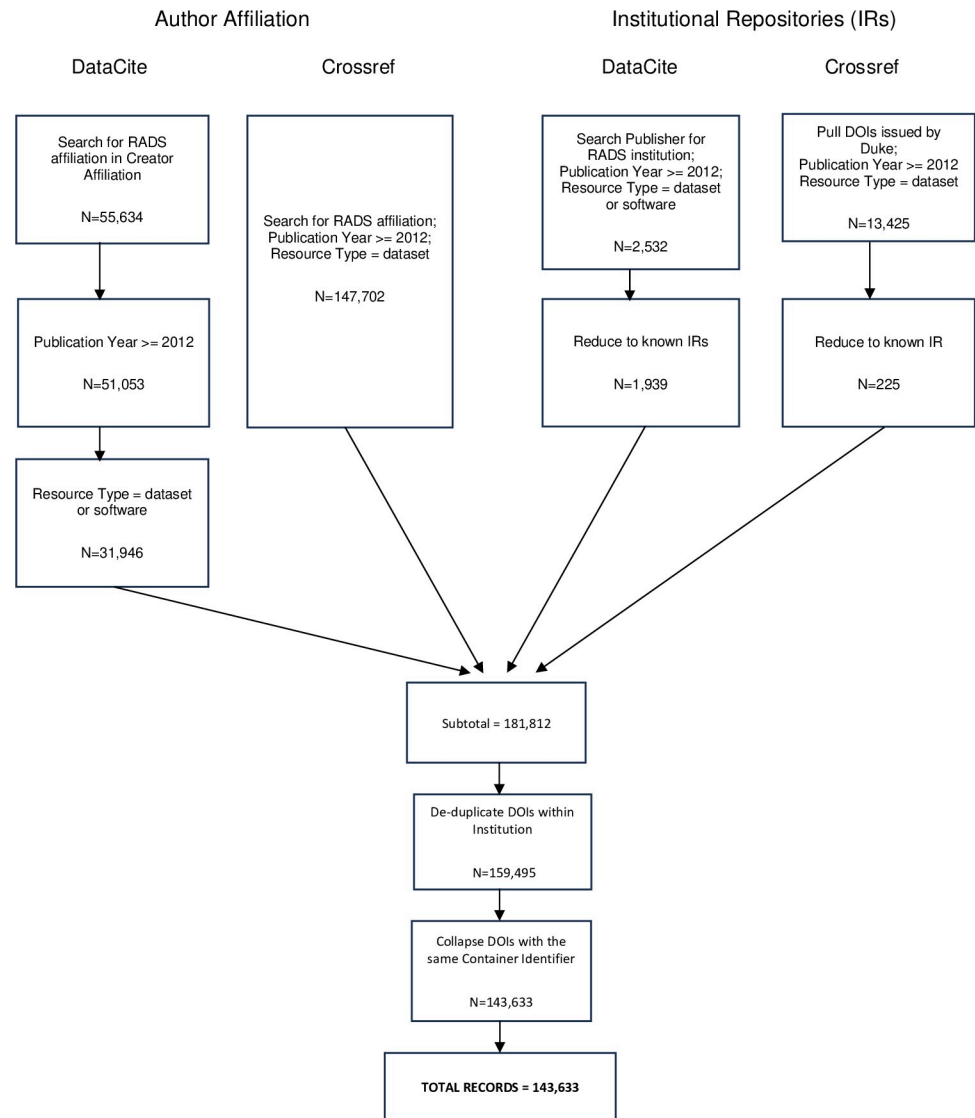 Author Affiliation
Institutional Repositories (IRs)
DataCite
Crossref
DataCite
Crossref
Search for RADS
affiliation in Creator
Affiliation
N=55,634
Publication Year >= 2012
N=51,053
Resource Type = dataset
or software
N=31,946
Search for RADS affiliation;
Publication Year >= 2012;
Resource Type = dataset
N=147,702
Search Publisher for
RADS institution;
Publication Year >= 2012;
Resource Type = dataset
or software
N=2,532
Reduce to known IRs
N=1,939
Pull DOIs issued by
Duke;
Publication Year >= 2012
Resource Type = dataset
N=13,425
Reduce to known IR
N=225
Subtotal = 181,812
De-duplicate DOIs within
Institution
N=159,495
Collapse DOIs with the
same Container Identifier
N=143,633
TOTAL RECORDS = 143,633